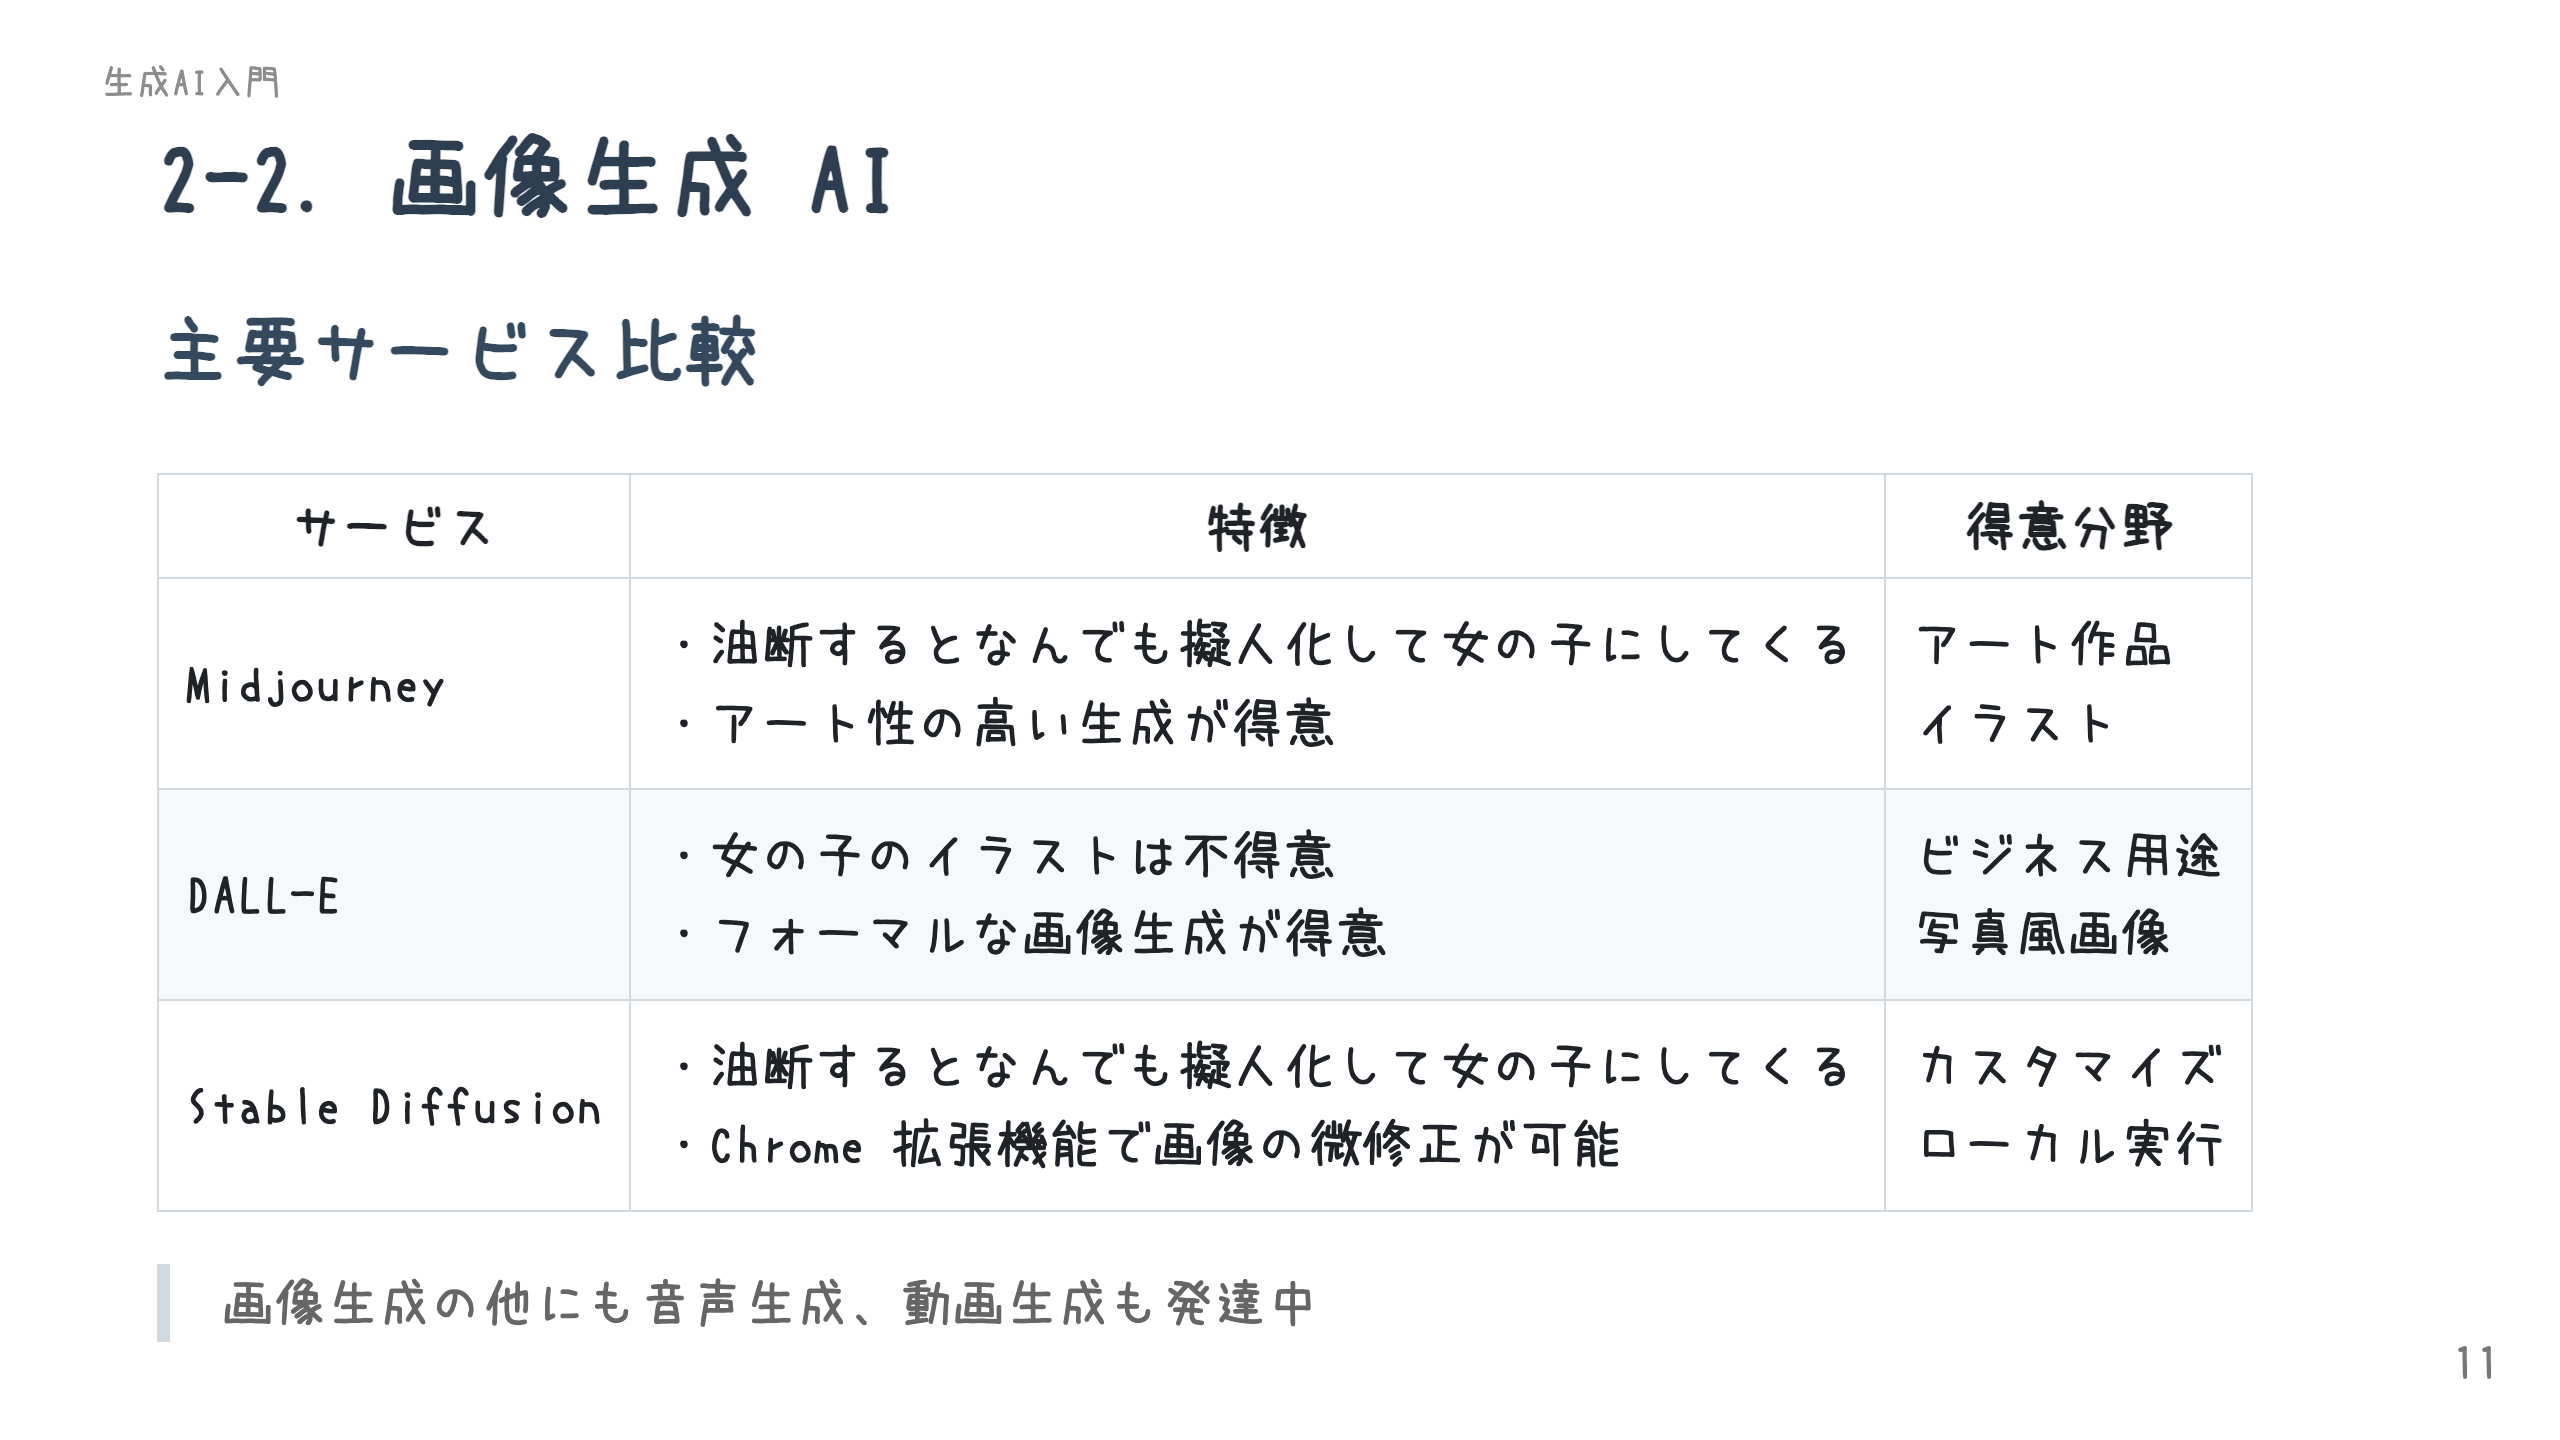 生成AI入門
2-2. 画像生成 AI
主要サービス比較
サービス
特徴
得意分野
Midjourney
・油断するとなんでも擬人化して女の子にしてくる
・アート性の高い生成が得意
アート作品
イラスト
DALL-E
・女の子のイラストは不得意
・フォーマルな画像生成が得意
ビジネス用途
写真風画像
Stable Diffusion
・油断するとなんでも擬人化して女の子にしてくる
・Chrome 拡張機能で画像の微修正が可能
カスタマイズ
ローカル実行
画像生成の他にも音声生成、動画生成も発達中
11